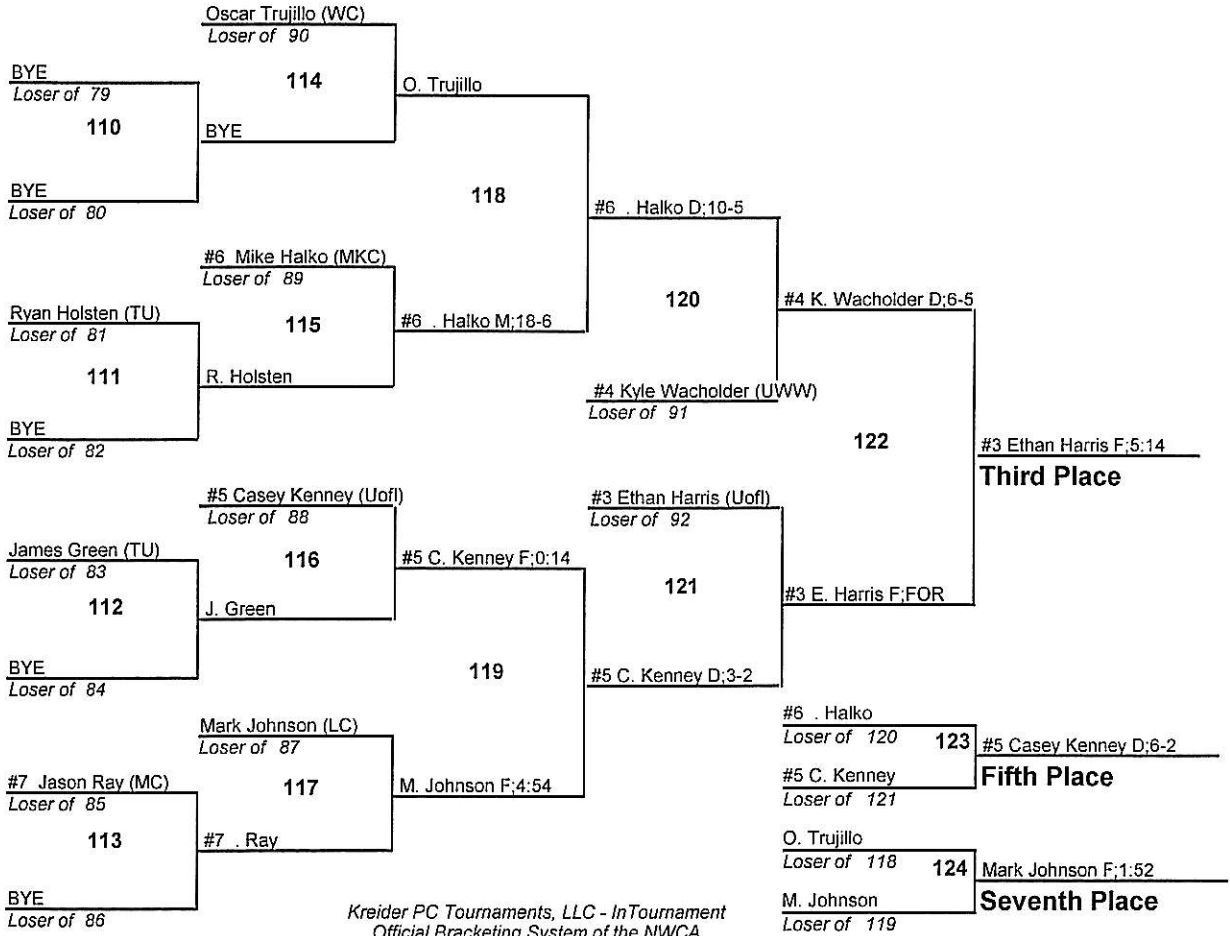 Oscar Trujillo (WC)
Loser of 90
BYE
Loser of 79
114
O. Trujillo
110
BYE
BYE
Loser of 80
118
#6 . Halko D;10-5
#6 Mike Halko (MKC)
Loser of 89
120
#4 K. Wacholder D;6-5
Ryan Holsten (TU)
Loser of 81
115
#6 . Halko M;18-6
111
R. Holsten
#4 Kyle Wacholder (UWW)
Loser of 91
BYE
Loser of 82
122
#3 Ethan Harris F;5:14
Third Place
#5 Casey Kenney (UofI)
Loser of 88
#3 Ethan Harris (UofI)
Loser of 92
James Green (TU)
Loser of 83
116
#5 C. Kenney F;0:14
121
#3 E. Harris F;FOR
112
J. Green
BYE
Loser of 84
119
#5 C. Kenney D;3-2
Mark Johnson (LC)
Loser of 87
#6 . Halko
Loser of 120
123
#5 Casey Kenney D;6-2
Fifth Place
#5 C. Kenney
Loser of 121
#7 Jason Ray (MC)
Loser of 85
117
M. Johnson F;4:54
113
#7 . Ray
O. Trujillo
Loser of 118
124
Mark Johnson F;1:52
Seventh Place
M. Johnson
Loser of 119
BYE
Loser of 86
Kreider PC Tournaments, LLC - InTournament
Official Bracketing System of the NWCA